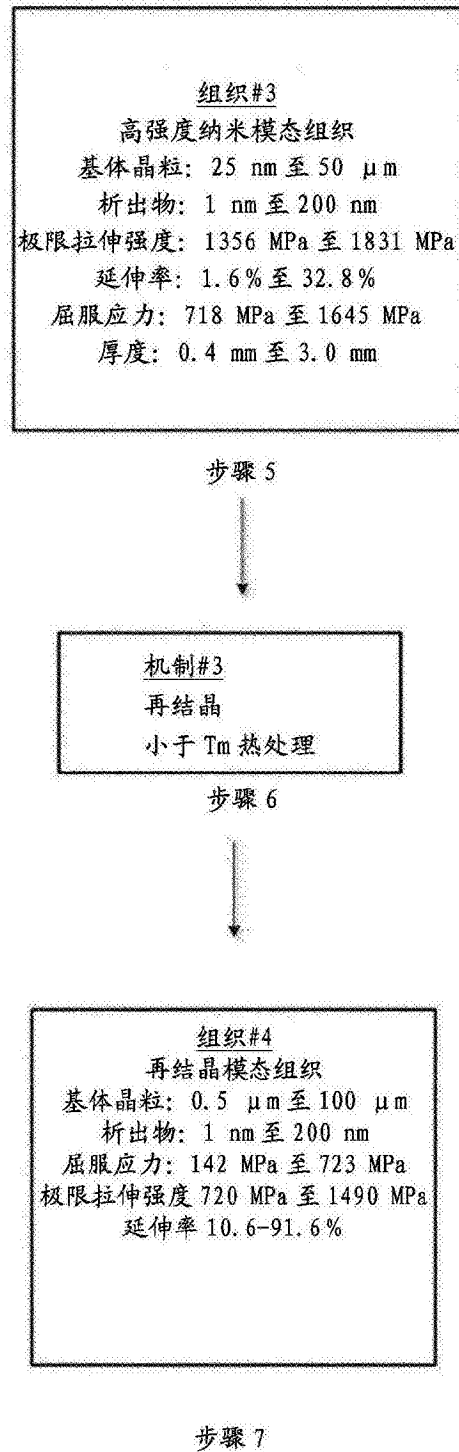 组织#3
高强度纳米模态组织
基体晶粒: 25 nm 至 50 μm
析出物: 1 nm 至 200 nm
极限拉伸强度: 1356 MPa 至 1831 MPa
延伸率: 1.6% 至 32.8%
屈服应力: 718 MPa 至 1645 MPa
厚度: 0.4 mm 至 3.0 mm
步骤 5
机制#3
再结晶
小于 Tm 热处理
步骤 6
组织#4
再结晶模态组织
基体晶粒: 0.5 μm 至 100 μm
析出物: 1 nm 至 200 nm
屈服应力: 142 MPa 至 723 MPa
极限拉伸强度 720 MPa 至 1490 MPa
延伸率 10.6-91.6%
步骤 7